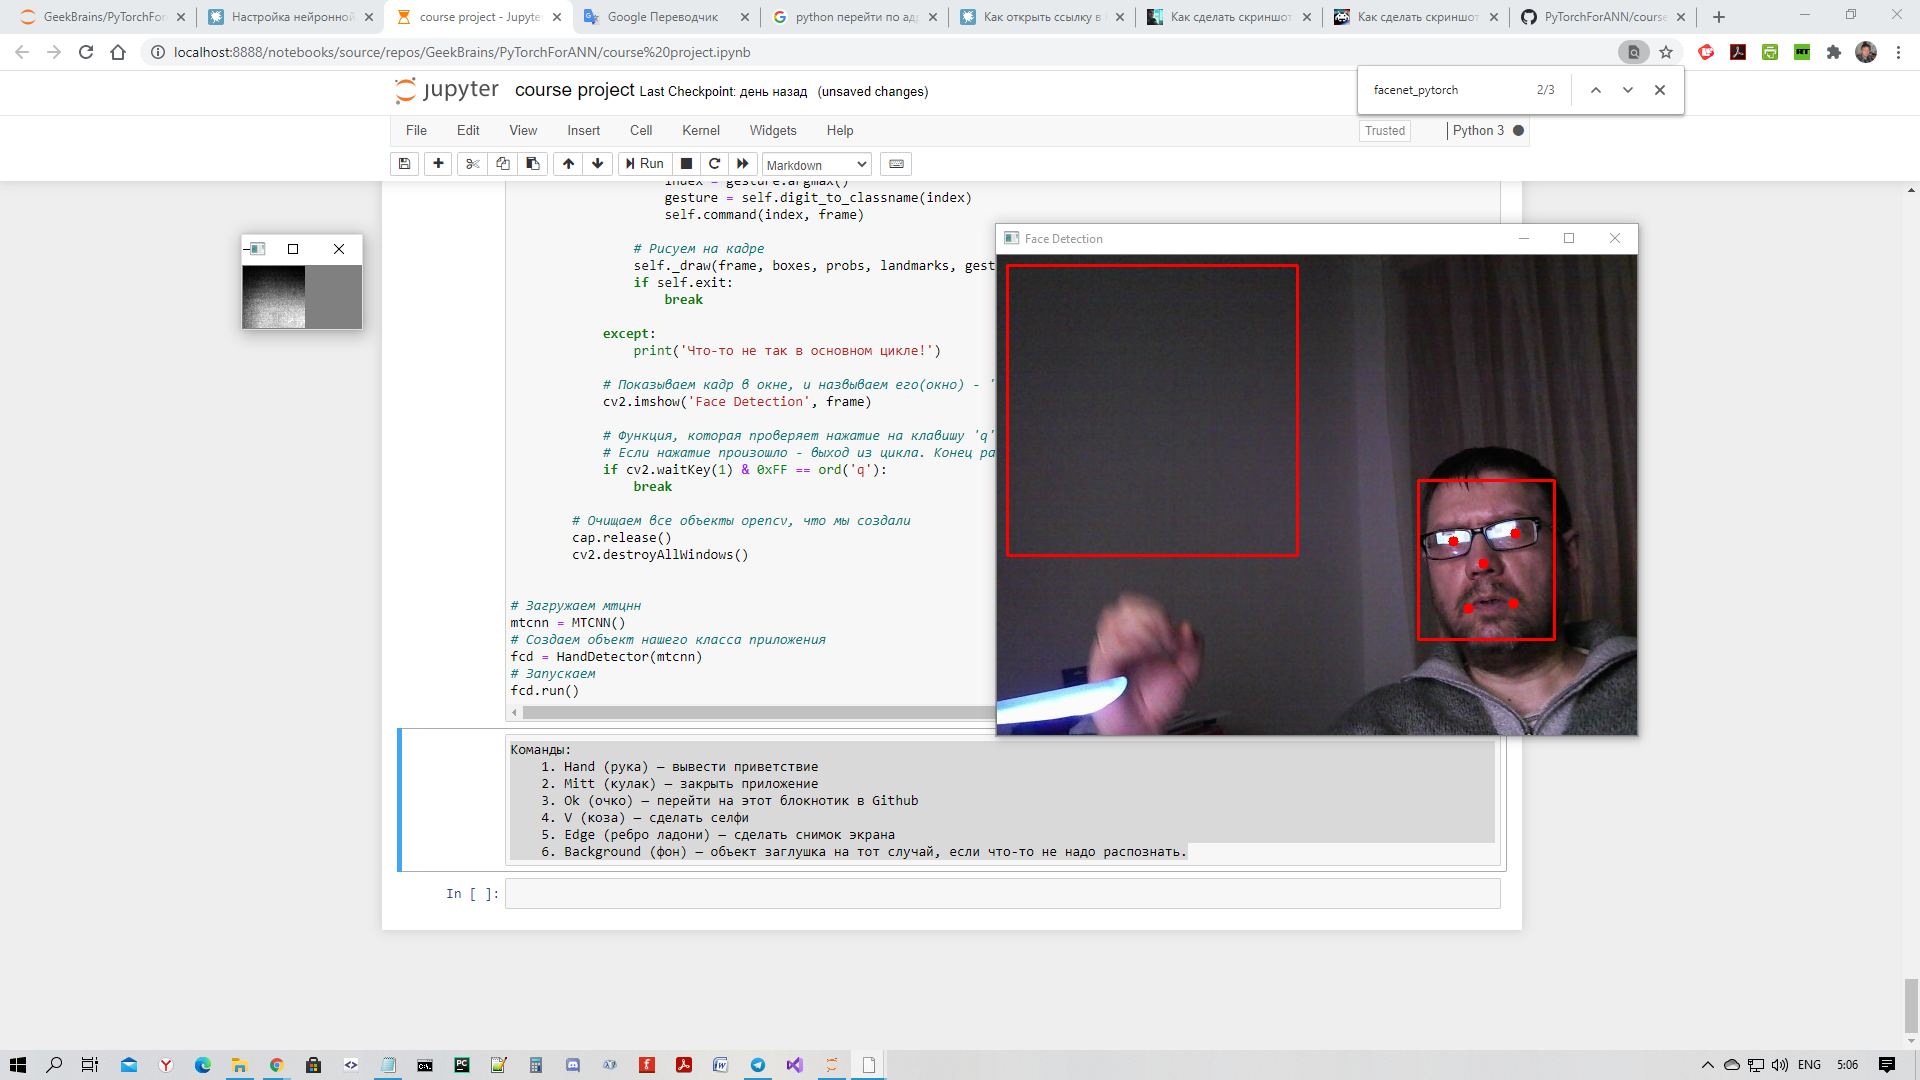 GeekBrains/PyTorchFor
Настройка нейронной
course project - Jupyte
Google Переводчик
python перейти по ад
Как открыть ссылку в
Как сделать скриншот
Как сделать скриншот
PyTorchForANN/course
localhost:8888/notebooks/source/repos/GeekBrains/PyTorchForANN/course%20project.ipynb
facenet_pytorch 2/3
jupyter course project Last Checkpoint: день назад (unsaved changes)
File Edit View Insert Cell Kernel Widgets Help
Trusted Python 3
Run Markdown
index = gesture.argmax()
gesture = self.digit_to_classname(index)
self.command(index, frame)
# Рисуем на кадре
self._draw(frame, boxes, probs, landmarks, gest
if self.exit:
break
except:
print('Что-то не так в основном цикле!')
# Показываем кадр в окне, и назвываем его(окно) - '
cv2.imshow('Face Detection', frame)
# Функция, которая проверяет нажатие на клавишу 'q'
# Если нажатие произошло - выход из цикла. Конец ра
if cv2.waitKey(1) & 0xFF == ord('q'):
break
# Очищаем все объекты opencv, что мы создали
cap.release()
cv2.destroyAllWindows()
# Загружаем мтцнн
mtcnn = MTCNN()
# Создаем объект нашего класса приложения
fcd = HandDetector(mtcnn)
# Запускаем
fcd.run()
Face Detection
Команды:
1. Hand (рука) – вывести приветствие
2. Mitt (кулак) – закрыть приложение
3. Ok (очко) – перейти на этот блокнотик в Github
4. V (коза) – сделать селфи
5. Edge (ребро ладони) – сделать снимок экрана
6. Background (фон) – объект заглушка на тот случай, если что-то не надо распознать.
In [ ]:
ENG 5:06